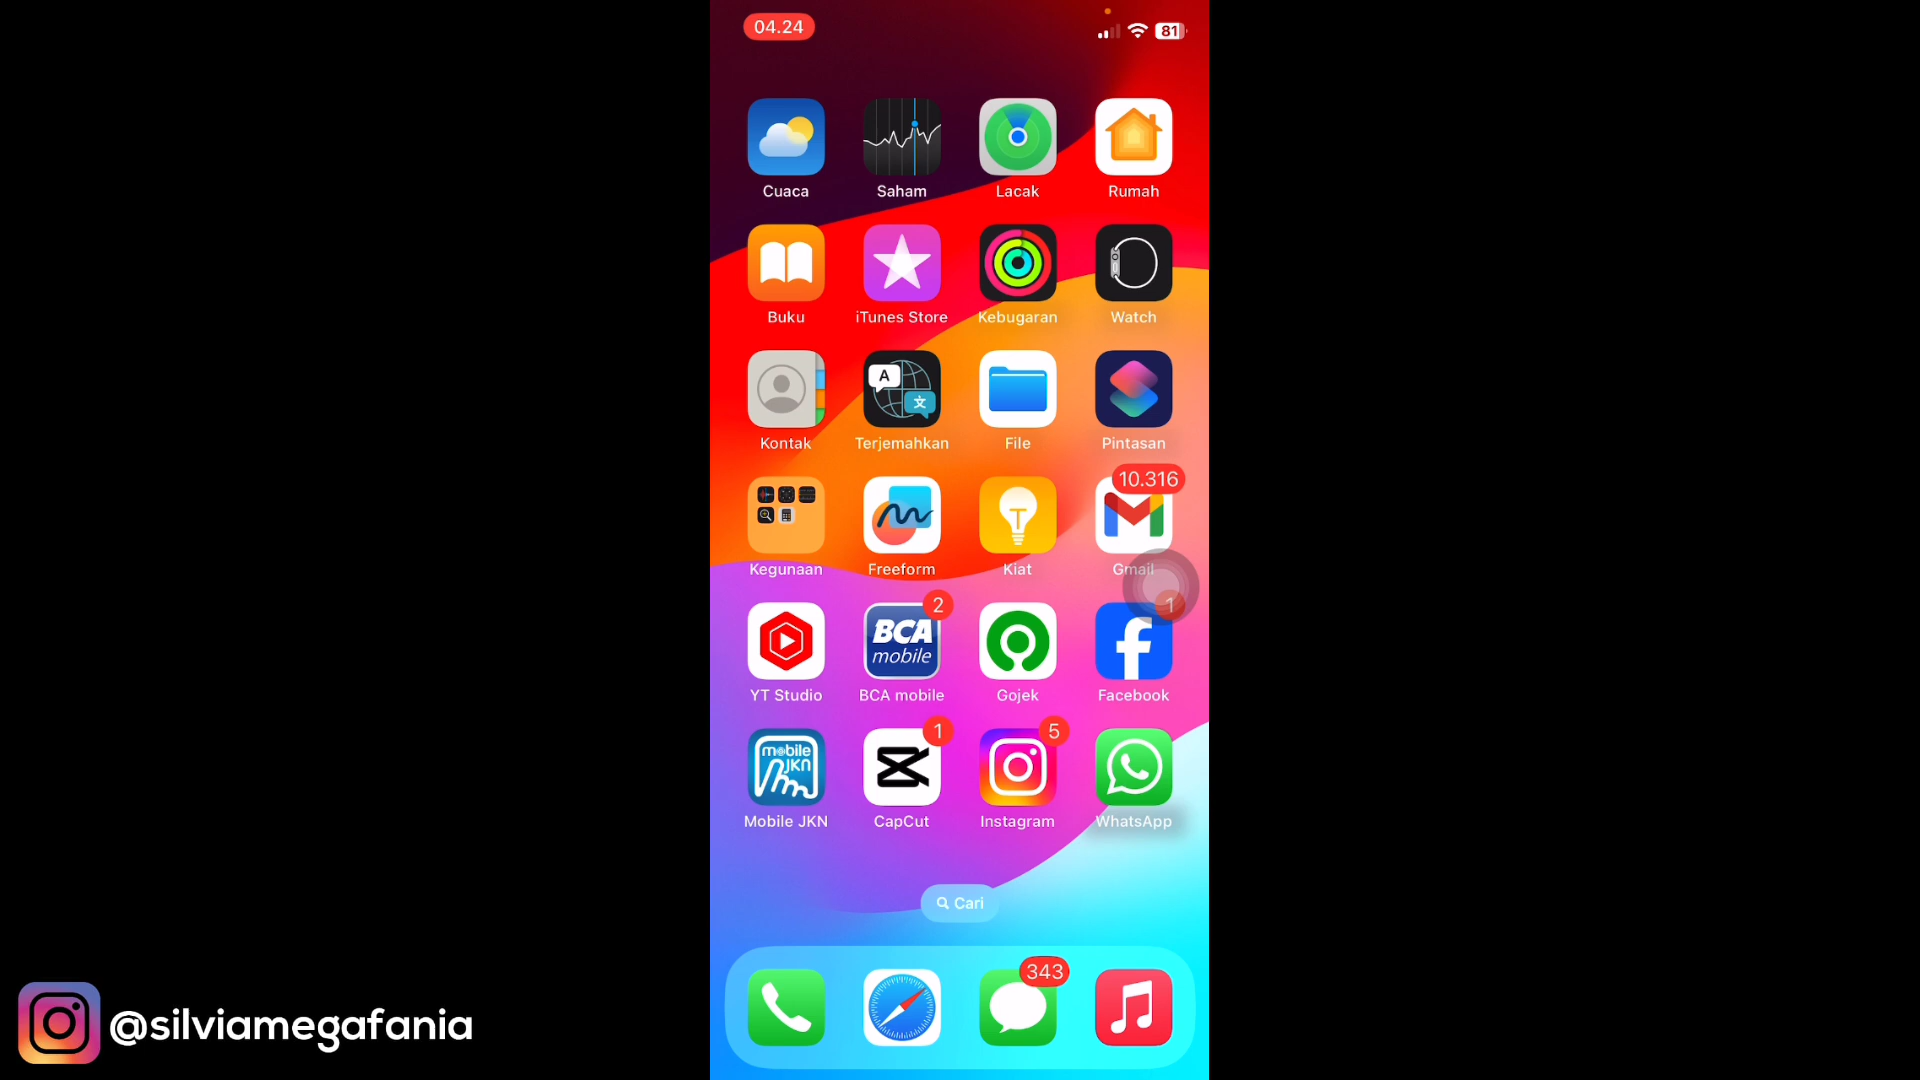 04.24
81
Cuaca Saham Lacak Rumah
Buku iTunes Store Kebugaran Watch
A
文
Kontak Terjemahkan File Pintasan
10.316
Kegunaan Freeform Kiat Gmail
2 1
BCA
mobile
YT Studio BCA mobile Gojek Facebook
1 5
mobile
JKN
Mobile JKN CapCut Instagram WhatsApp
Cari
343
@silviamegafania